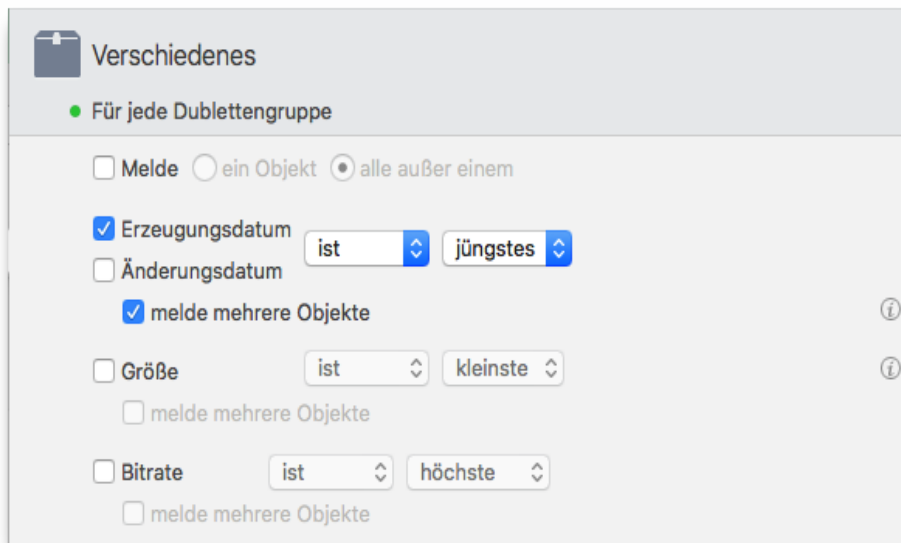 Verschiedenes
Für jede Dublettengruppe
Melde ein Objekt alle außer einem
Erzeugungsdatum
ist jüngstes
Änderungsdatum
melde mehrere Objekte
Größe ist kleinste
melde mehrere Objekte
Bitrate ist höchste
melde mehrere Objekte